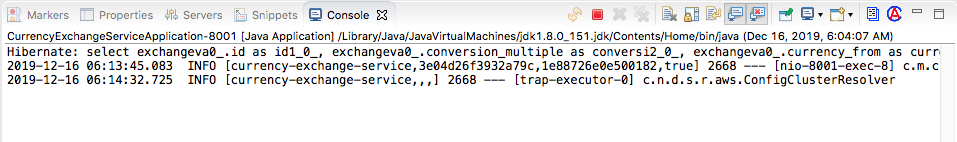 Markers Properties Servers Snippets Console
CurrencyExchangeServiceApplication-8001 [Java Application] /Library/Java/JavaVirtualMachines/jdk1.8.0_151.jdk/Contents/Home/bin/java (Dec 16, 2019, 6:04:07 AM)
Hibernate: select exchangeva0_.id as id1_0_, exchangeva0_.conversion_multiple as conversi2_0_, exchangeva0_.currency_from as curr
2019-12-16 06:13:45.083 INFO [currency-exchange-service,3e04d26f3932a79c,1e88726e0e500182,true] 2668 --- [nio-8001-exec-8] c.m.c
2019-12-16 06:14:32.725 INFO [currency-exchange-service,,,] 2668 --- [trap-executor-0] c.n.d.s.r.aws.ConfigClusterResolver